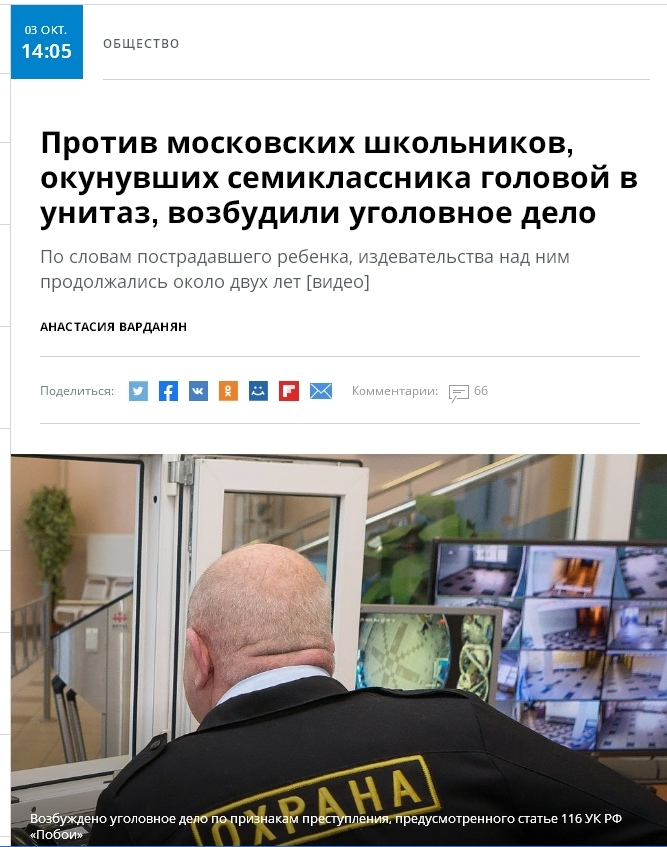 03 ОКТ.
14:05
ОБЩЕСТВО
Против московских школьников,
окунувших семиклассника головой в
унитаз, возбудили уголовное дело
По словам пострадавшего ребенка, издевательства над ним
продолжались около двух лет [видео]
АНАСТАСИЯ ВАРДАНЯН
Поделиться:
Комментарии: 66
ОХРАНА
Возбуждено уголовное дело по признакам преступления, предусмотренного статье 116 УК РФ
«Побои»